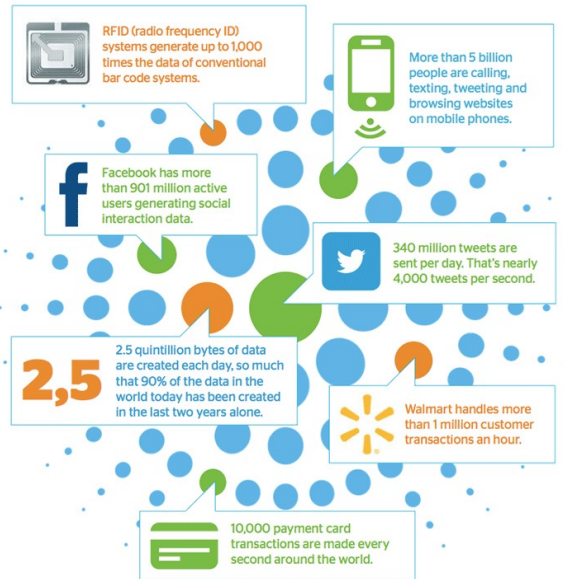 RFID (radio frequency ID)
systems generate up to 1,000
times the data of conventional
bar code systems.
More than 5 billion
people are calling,
texting, tweeting and
browsing websites
on mobile phones.
f
Facebook has more
than 901 million active
users generating social
interaction data.
340 million tweets are
sent per day. That's nearly
4,000 tweets per second.
2,5
2.5 quintillion bytes of data
are created each day, so much
that 90% of the data in the
world today has been created
in the last two years alone.
Walmart handles more
than 1 million customer
transactions an hour.
10,000 payment card
transactions are made every
second around the world.